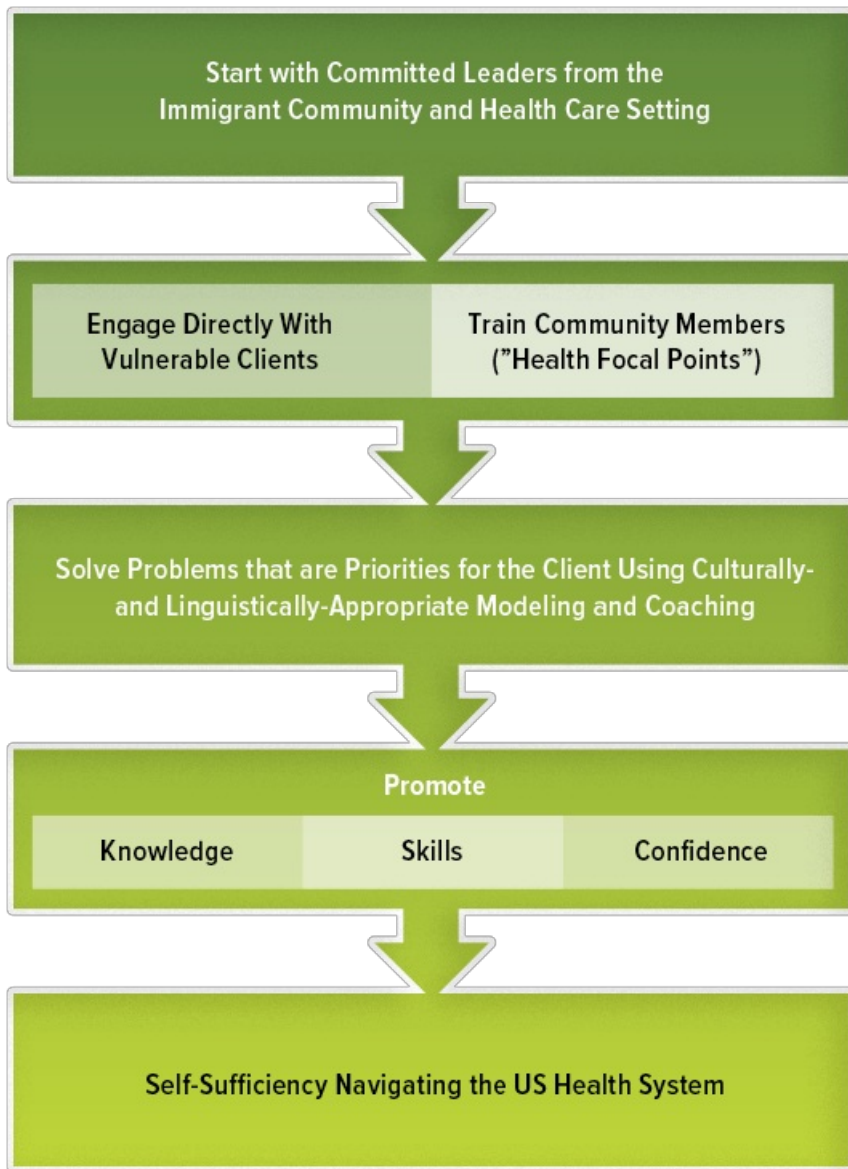 Start with Committed Leaders from the
Immigrant Community and Health Care Setting
Engage Directly With
Vulnerable Clients
Train Community Members
(”Health Focal Points”)
Solve Problems that are Priorities for the Client Using Culturally-
and Linguistically-Appropriate Modeling and Coaching
Promote
Knowledge
Skills
Confidence
Self-Sufficiency Navigating the US Health System